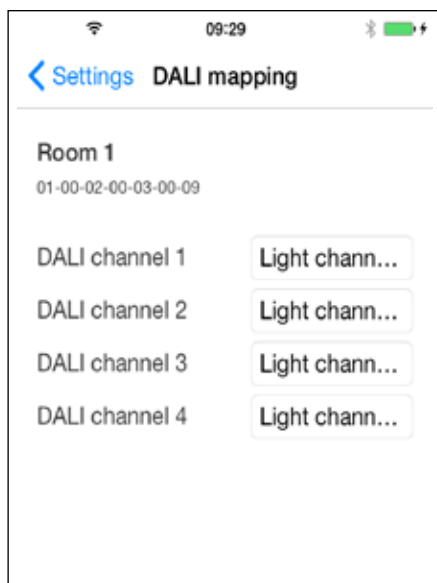 09:29
Settings DALI mapping
Room 1
01-00-02-00-03-00-09
DALI channel 1 Light chann...
DALI channel 2 Light chann...
DALI channel 3 Light chann...
DALI channel 4 Light chann...